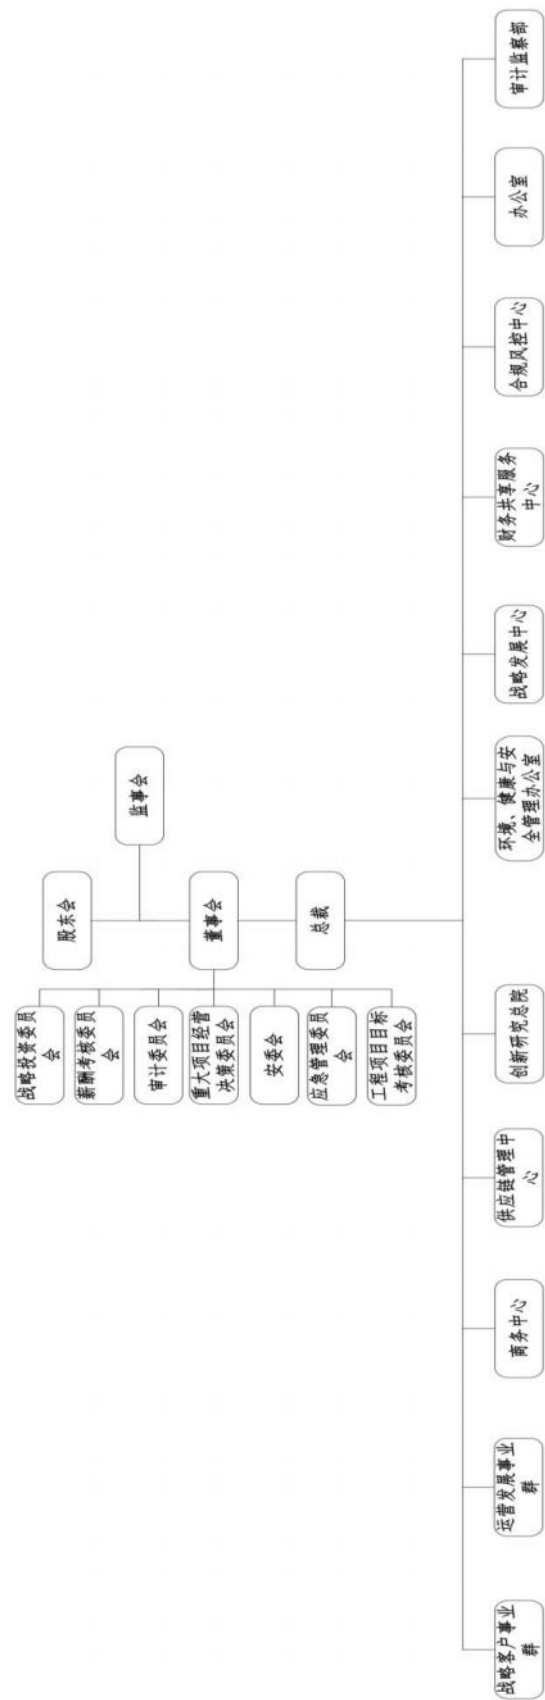 股东会
监事会
董事会
总裁
战略投资委员
会
薪酬考核委员
会
审计委员会
重大项目经营
决策委员会
安委会
应急管理委员
会
工程项目目标
考核委员会
战略客户事业
群
运营发展事业
群
商务中心
供应链管理中
心
创新研究总院
环境、健康与安
全管理办公室
战略发展中心
财务共享服务
中心
合规风控中心
办公室
审计监察部